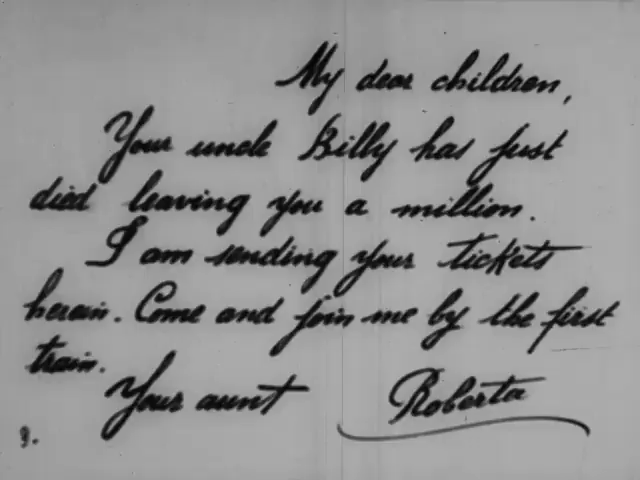 My dear children,
Your uncle Billy has just
died leaving you a million.
I am sending your tickets
herein. Come and join me by the first
train.
Your aunt Roberta
9.